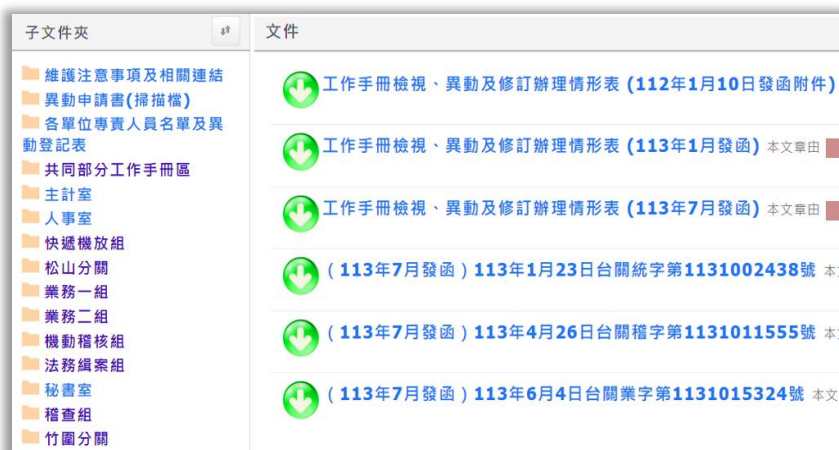 子文件夾
文件
維護注意事項及相關連結
異動申請書(掃描檔)
各單位專責人員名單及異
動登記表
共同部分工作手冊區
主計室
人事室
快遞機放組
松山分關
業務一組
業務二組
機動稽核組
法務緝案組
秘書室
稽查組
竹圍分關
工作手冊檢視、異動及修訂辦理情形表 (112年1月10日發函附件)
工作手冊檢視、異動及修訂辦理情形表 (113年1月發函) 本文章由
工作手冊檢視、異動及修訂辦理情形表 (113年7月發函) 本文章由
(113年7月發函)113年1月23日台關統字第1131002438號 本
(113年7月發函)113年4月26日台關稽字第1131011555號 本
(113年7月發函)113年6月4日台關業字第1131015324號 本文